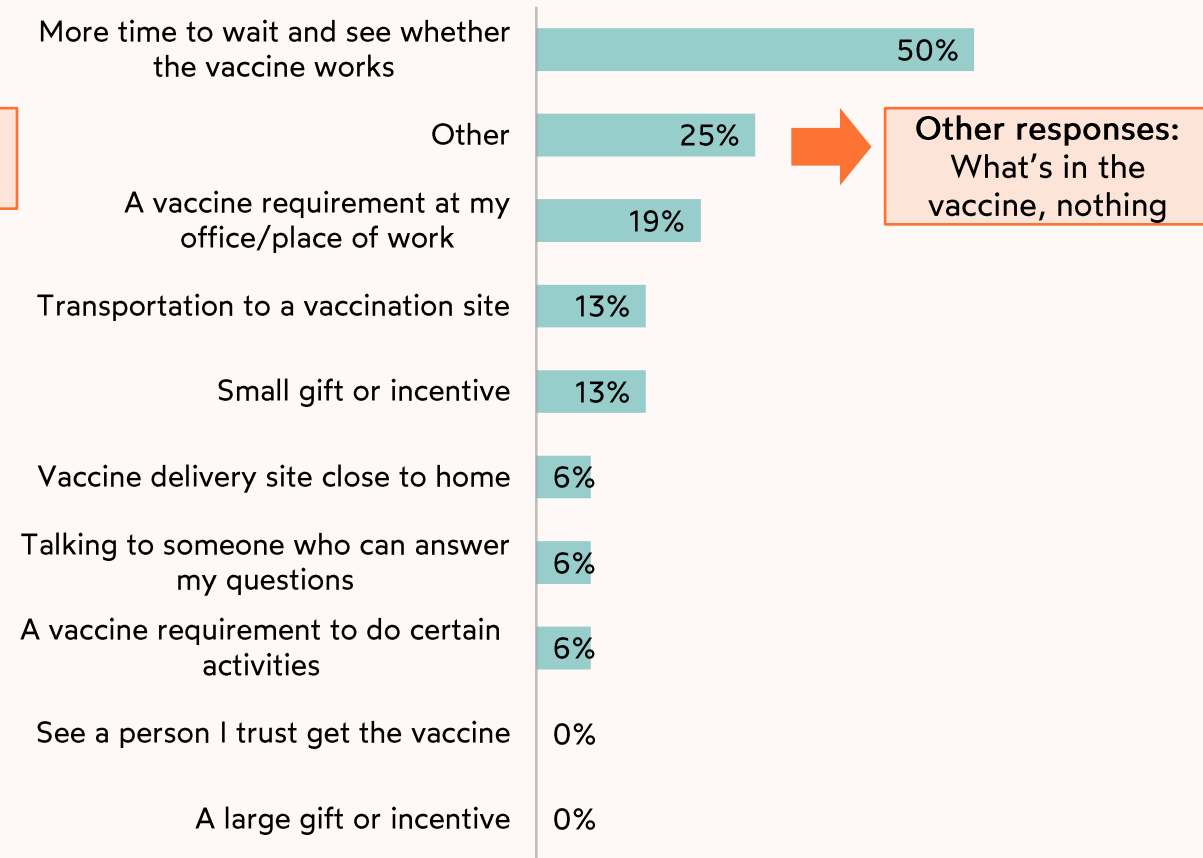 More time to wait and see whether
the vaccine works
50%
Other
25%
Other responses:
What's in the
vaccine, nothing
A vaccine requirement at my
office/place of work
19%
Transportation to a vaccination site
13%
Small gift or incentive
13%
Vaccine delivery site close to home
6%
Talking to someone who can answer
my questions
6%
A vaccine requirement to do certain
activities
6%
See a person I trust get the vaccine
0%
A large gift or incentive
0%